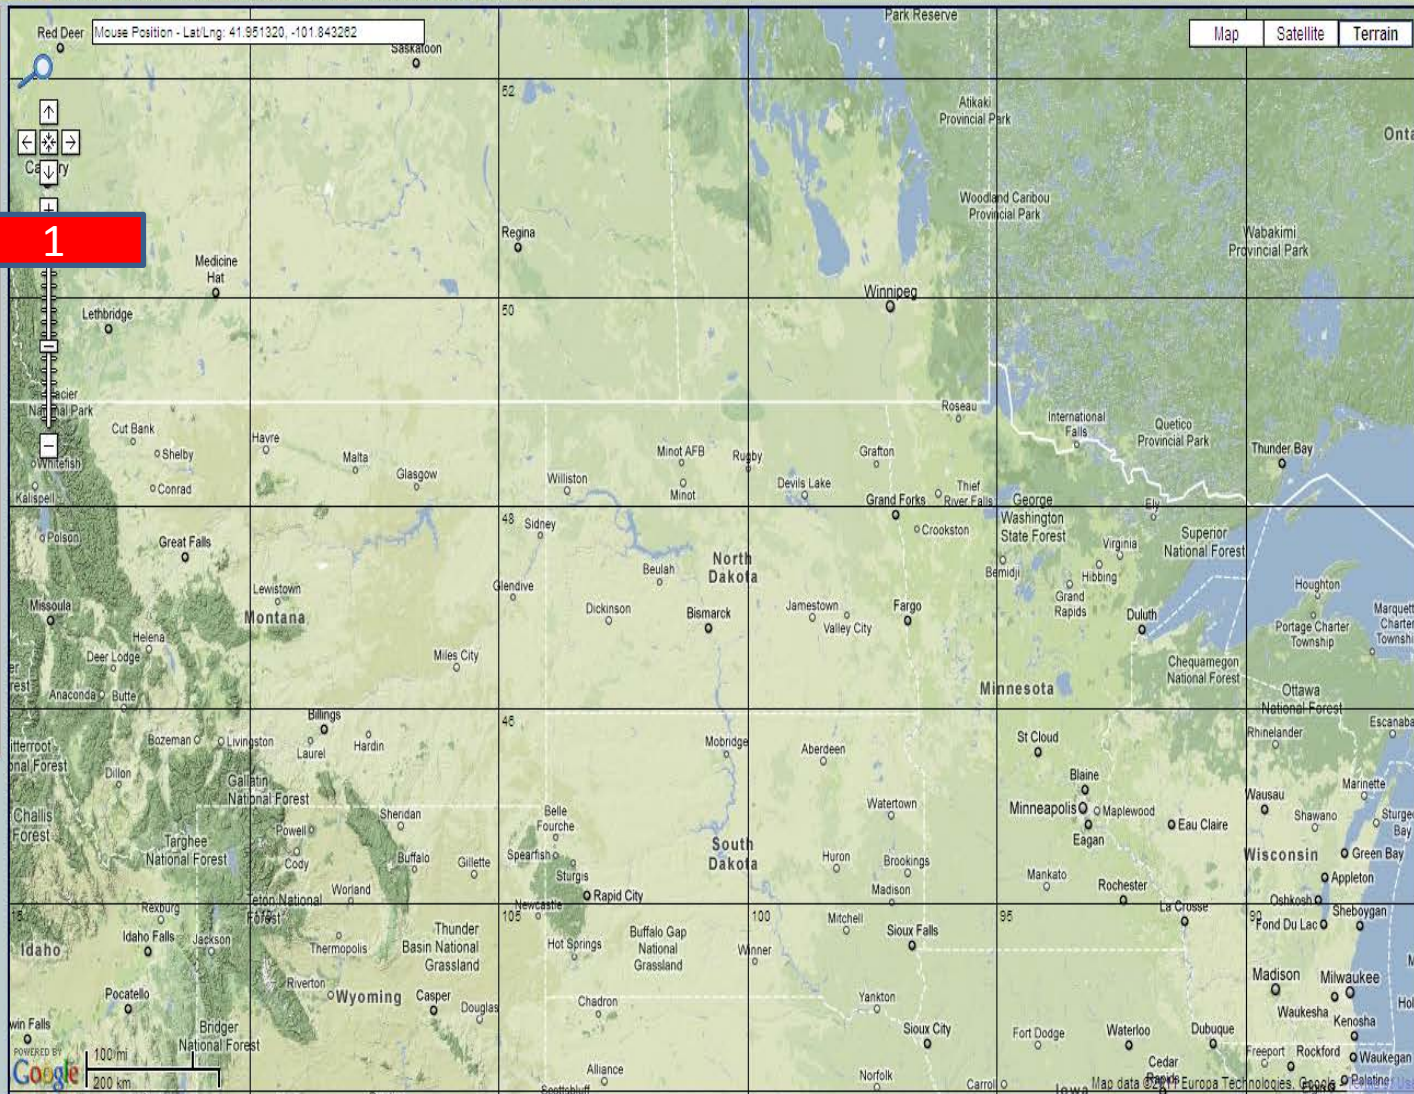 Park Reserve
Red Deer
Mouse Position - Lat/Lng: 41.951320, -101.843262
Map
Satellite
Terrain
Saskatoon
52
Atikaki
Provincial Park
1
Woodland Caribou
Provincial Park
Wabakimi
Provincial Park
Regina
Medicine
Hat
Winnipeg
50
Lethbridge
Cut Bank
Shelby
Conrad
Whitefish
Kalispell
Havre
Malta
Glasgow
Williston
Minot AFB
Minot
Rugby
Devils Lake
Grafton
Roseau
International
Falls
Quetico
Provincial Park
Thunder Bay
Grand Forks
Thief
River Falls
Crookston
George
Washington
State Forest
Ely
Superior
National Forest
48
Sidney
Polson
Great Falls
Lewistown
Glendive
Beulah
North
Dakota
Bemidji
Virginia
Hibbing
Grand
Rapids
Houghton
Missoula
Montana
Dickinson
Bismarck
Jamestown
Valley City
Fargo
Duluth
Portage Charter
Township
Helena
Deer Lodge
Miles City
Chequamegon
National Forest
Anaconda
Butte
Minnesota
Ottawa
National Forest
Billings
46
Bozeman
Livingston
Laurel
Hardin
Mobridge
Aberdeen
St Cloud
Rhinelander
Dillon
Gallatin
National Forest
Blaine
Minneapolis
Maplewood
Eagan
Eau Claire
Wausau
Marinette
Shawano
Challis
Forest
Targhee
National Forest
Powell
Cody
Sheridan
Buffalo
Gillette
Belle
Fourche
Spearfish
Sturgis
Rapid City
South
Dakota
Watertown
Huron
Brookings
Madison
Mankato
Rochester
La Crosse
Wisconsin
Green Bay
Appleton
Oshkosh
Worland
Newcastle
105
100
95
90
Rexburg
Idaho Falls
Jackson
Idaho
Thermopolis
Thunder
Basin National
Grassland
Hot Springs
Buffalo Gap
National
Grassland
Winner
Mitchell
Sioux Falls
Fond Du Lac
Sheboygan
Pocatello
Riverton
Wyoming
Casper
Douglas
Chadron
Yankton
Madison
Milwaukee
Waukesha
Kenosha
Bridger
National Forest
Sioux City
Fort Dodge
Waterloo
Dubuque
Freeport
Rockford
Waukegan
POWERED BY
Google
100 mi
200 km
Alliance
Norfolk
Carroll
Cedar
Rapids
Palatine